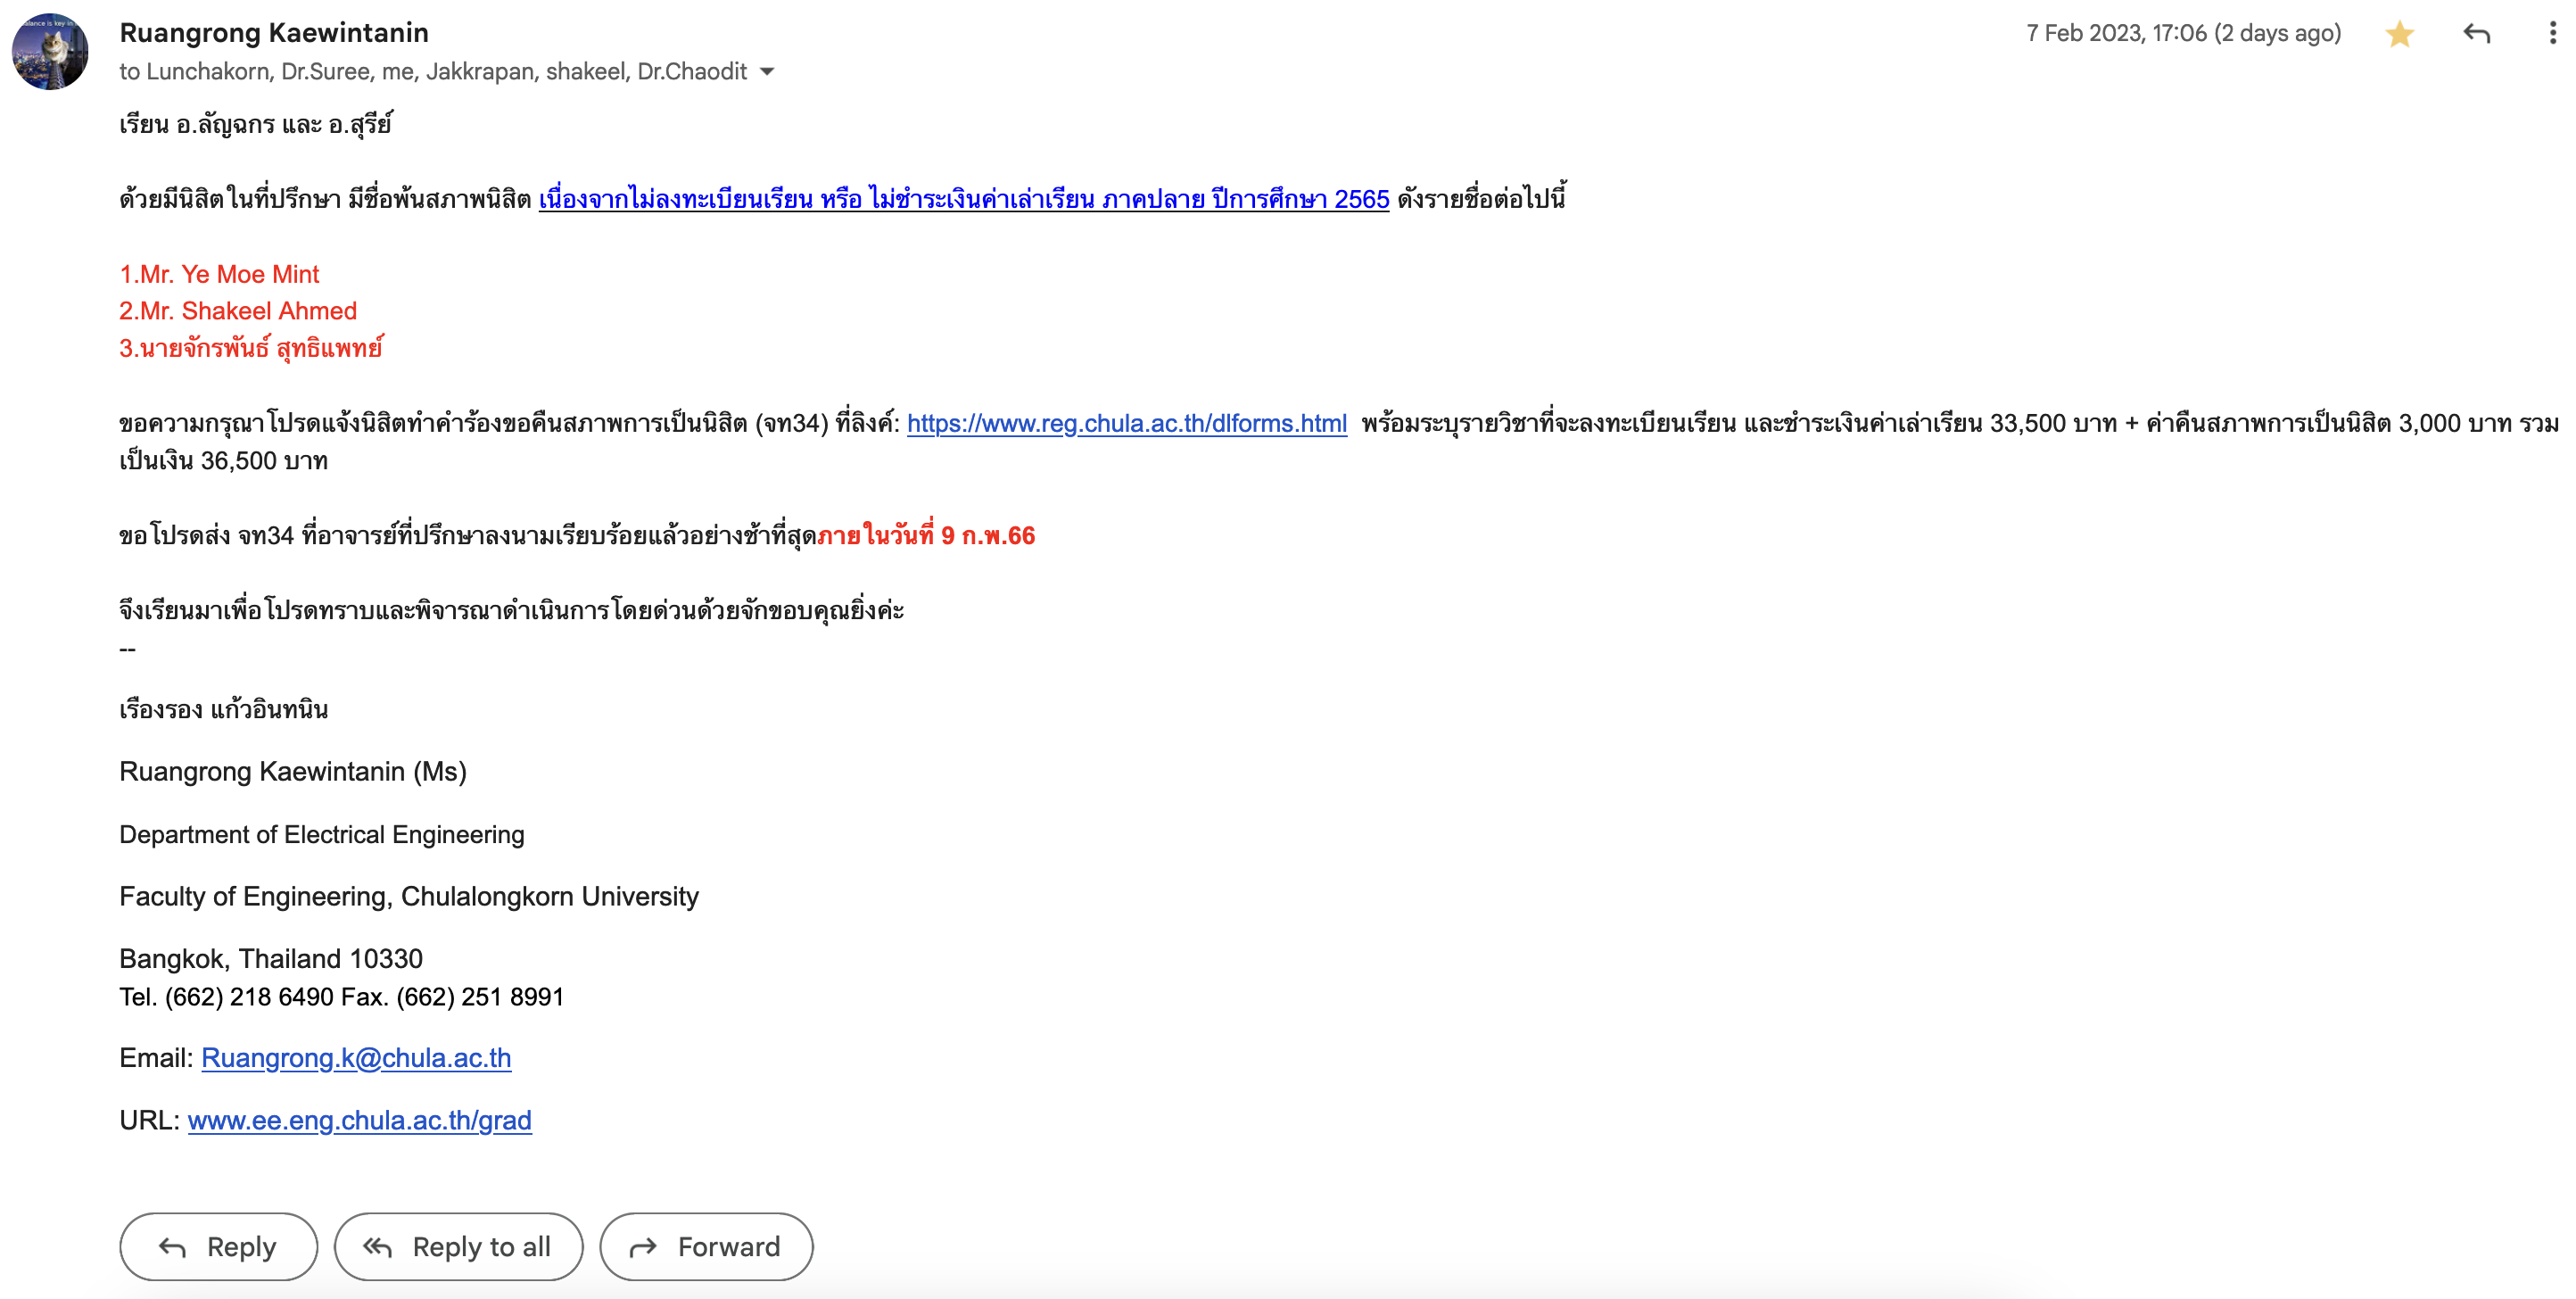 Ruangrong Kaewintanin
7 Feb 2023, 17:06 (2 days ago)
to Lunchakorn, Dr.Suree, me, Jakkrapan, shakeel, Dr.Chaodit
เรียน อ.ลัญฉกร และ อ.สุรีย์
ด้วยมีนิสิตในที่ปรึกษา มีชื่อพ้นสภาพนิสิต เนื่องจากไม่ลงทะเบียนเรียน หรือ ไม่ชำระเงินค่าเล่าเรียน ภาคปลาย ปีการศึกษา 2565 ดังรายชื่อต่อไปนี้
1.Mr. Ye Moe Mint
2.Mr. Shakeel Ahmed
3.นายจักรพันธ์ สุทธิแพทย์
ขอความกรุณาโปรดแจ้งนิสิตทำคำร้องขอคืนสภาพการเป็นนิสิต (จท34) ที่ลิงค์: https://www.reg.chula.ac.th/dlforms.html พร้อมระบุรายวิชาที่จะลงทะเบียนเรียน และชำระเงินค่าเล่าเรียน 33,500 บาท + ค่าคืนสภาพการเป็นนิสิต 3,000 บาท รวม
เป็นเงิน 36,500 บาท
ขอโปรดส่ง จท34 ที่อาจารย์ที่ปรึกษาลงนามเรียบร้อยแล้วอย่างช้าที่สุดภายในวันที่ 9 ก.พ.66
จึงเรียนมาเพื่อโปรดทราบและพิจารณาดำเนินการโดยด่วนด้วยจักขอบคุณยิ่งค่ะ
--
เรืองรอง แก้วอินทนิน
Ruangrong Kaewintanin (Ms)
Department of Electrical Engineering
Faculty of Engineering, Chulalongkorn University
Bangkok, Thailand 10330
Tel. (662) 218 6490 Fax. (662) 251 8991
Email: Ruangrong.k@chula.ac.th
URL: www.ee.eng.chula.ac.th/grad
Reply
Reply to all
Forward